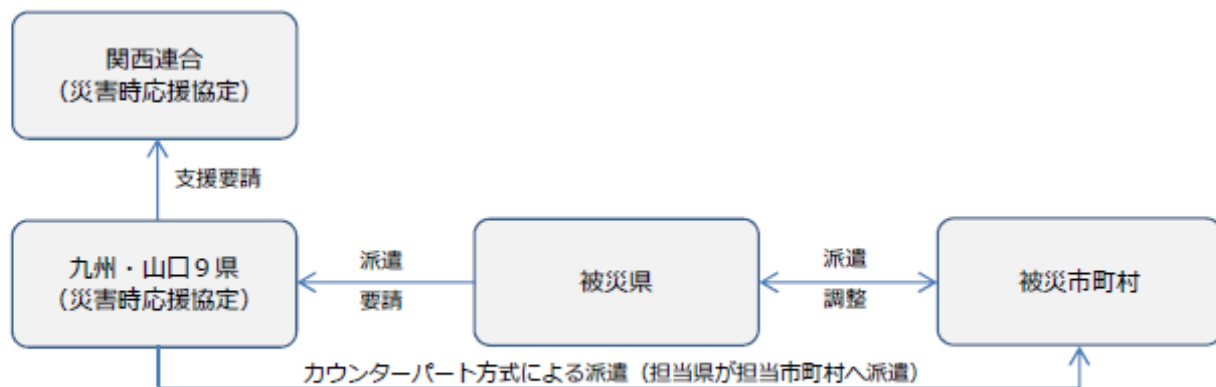 関西連合
（災害時応援協定）
支援要請
九州・山口９県
（災害時応援協定）
派遣
要請
被災県
派遣
調整
被災市町村
カウンターパート方式による派遣（担当県が担当市町村へ派遣）